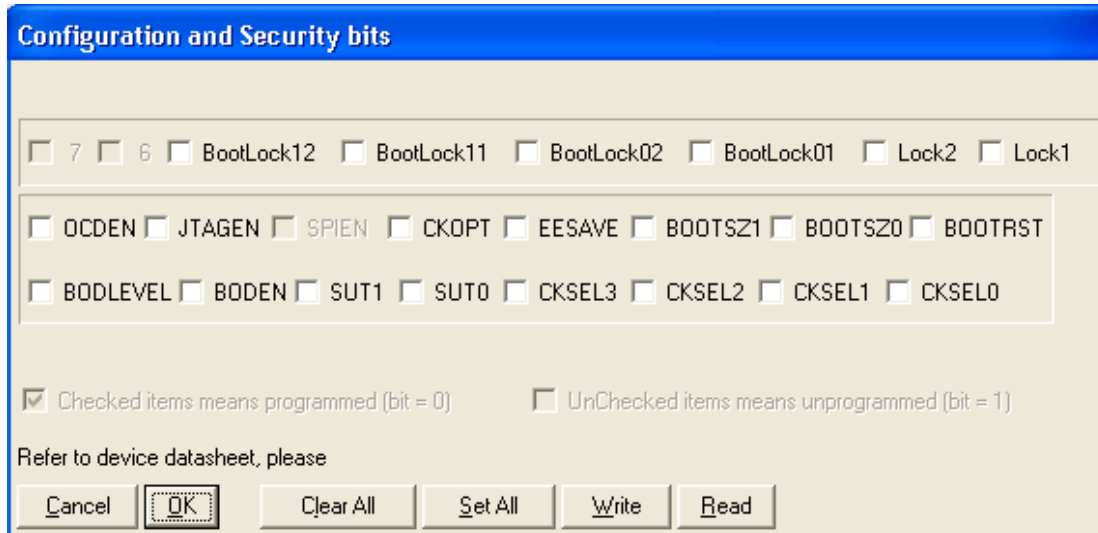 Configuration and Security bits
7 6 BootLock12 BootLock11 BootLock02 BootLock01 Lock2 Lock1
OCDEN JTAGEN SPIEN CKOPT EESAVE BOOTSZ1 BOOTSZ0 BOOTRST
BODLEVEL BODEN SUT1 SUT0 CKSEL3 CKSEL2 CKSEL1 CKSEL0
Checked items means programmed (bit = 0) UnChecked items means unprogrammed (bit = 1)
Refer to device datasheet, please
Cancel OK Clear All Set All Write Read